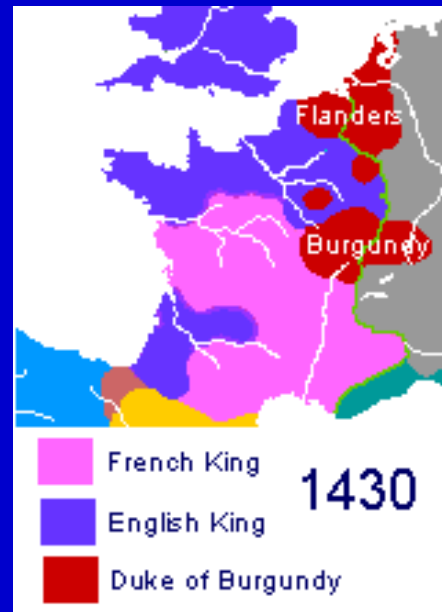 Flanders
Burgundy
French King
1430
English King
Duke of Burgundy